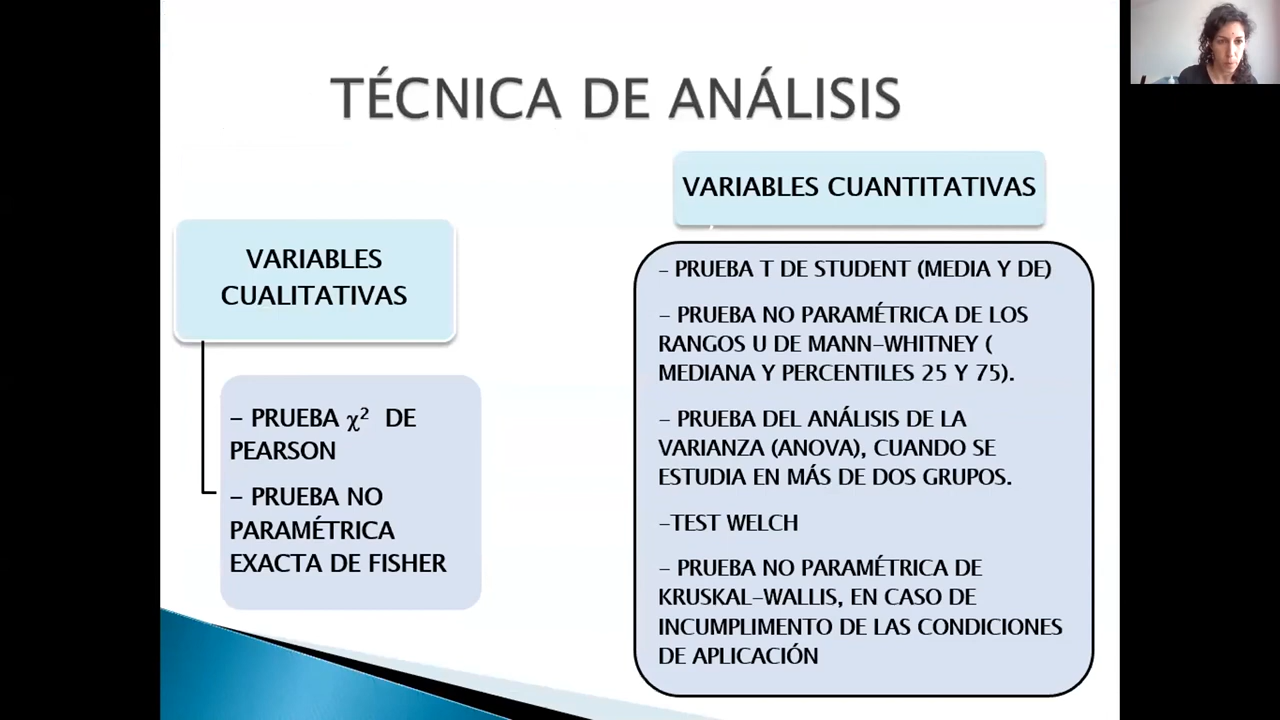 TÉCNICA DE ANÁLISIS
VARIABLES
CUALITATIVAS
- PRUEBA χ² DE
PEARSON
- PRUEBA NO
PARAMÉTRICA
EXACTA DE FISHER
VARIABLES CUANTITATIVAS
- PRUEBA T DE STUDENT (MEDIA Y DE)
- PRUEBA NO PARAMÉTRICA DE LOS
RANGOS U DE MANN-WHITNEY (
MEDIANA Y PERCENTILES 25 Y 75).
- PRUEBA DEL ANÁLISIS DE LA
VARIANZA (ANOVA), CUANDO SE
ESTUDIA EN MÁS DE DOS GRUPOS.
-TEST WELCH
- PRUEBA NO PARAMÉTRICA DE
KRUSKAL-WALLIS, EN CASO DE
INCUMPLIMENTO DE LAS CONDICIONES
DE APLICACIÓN